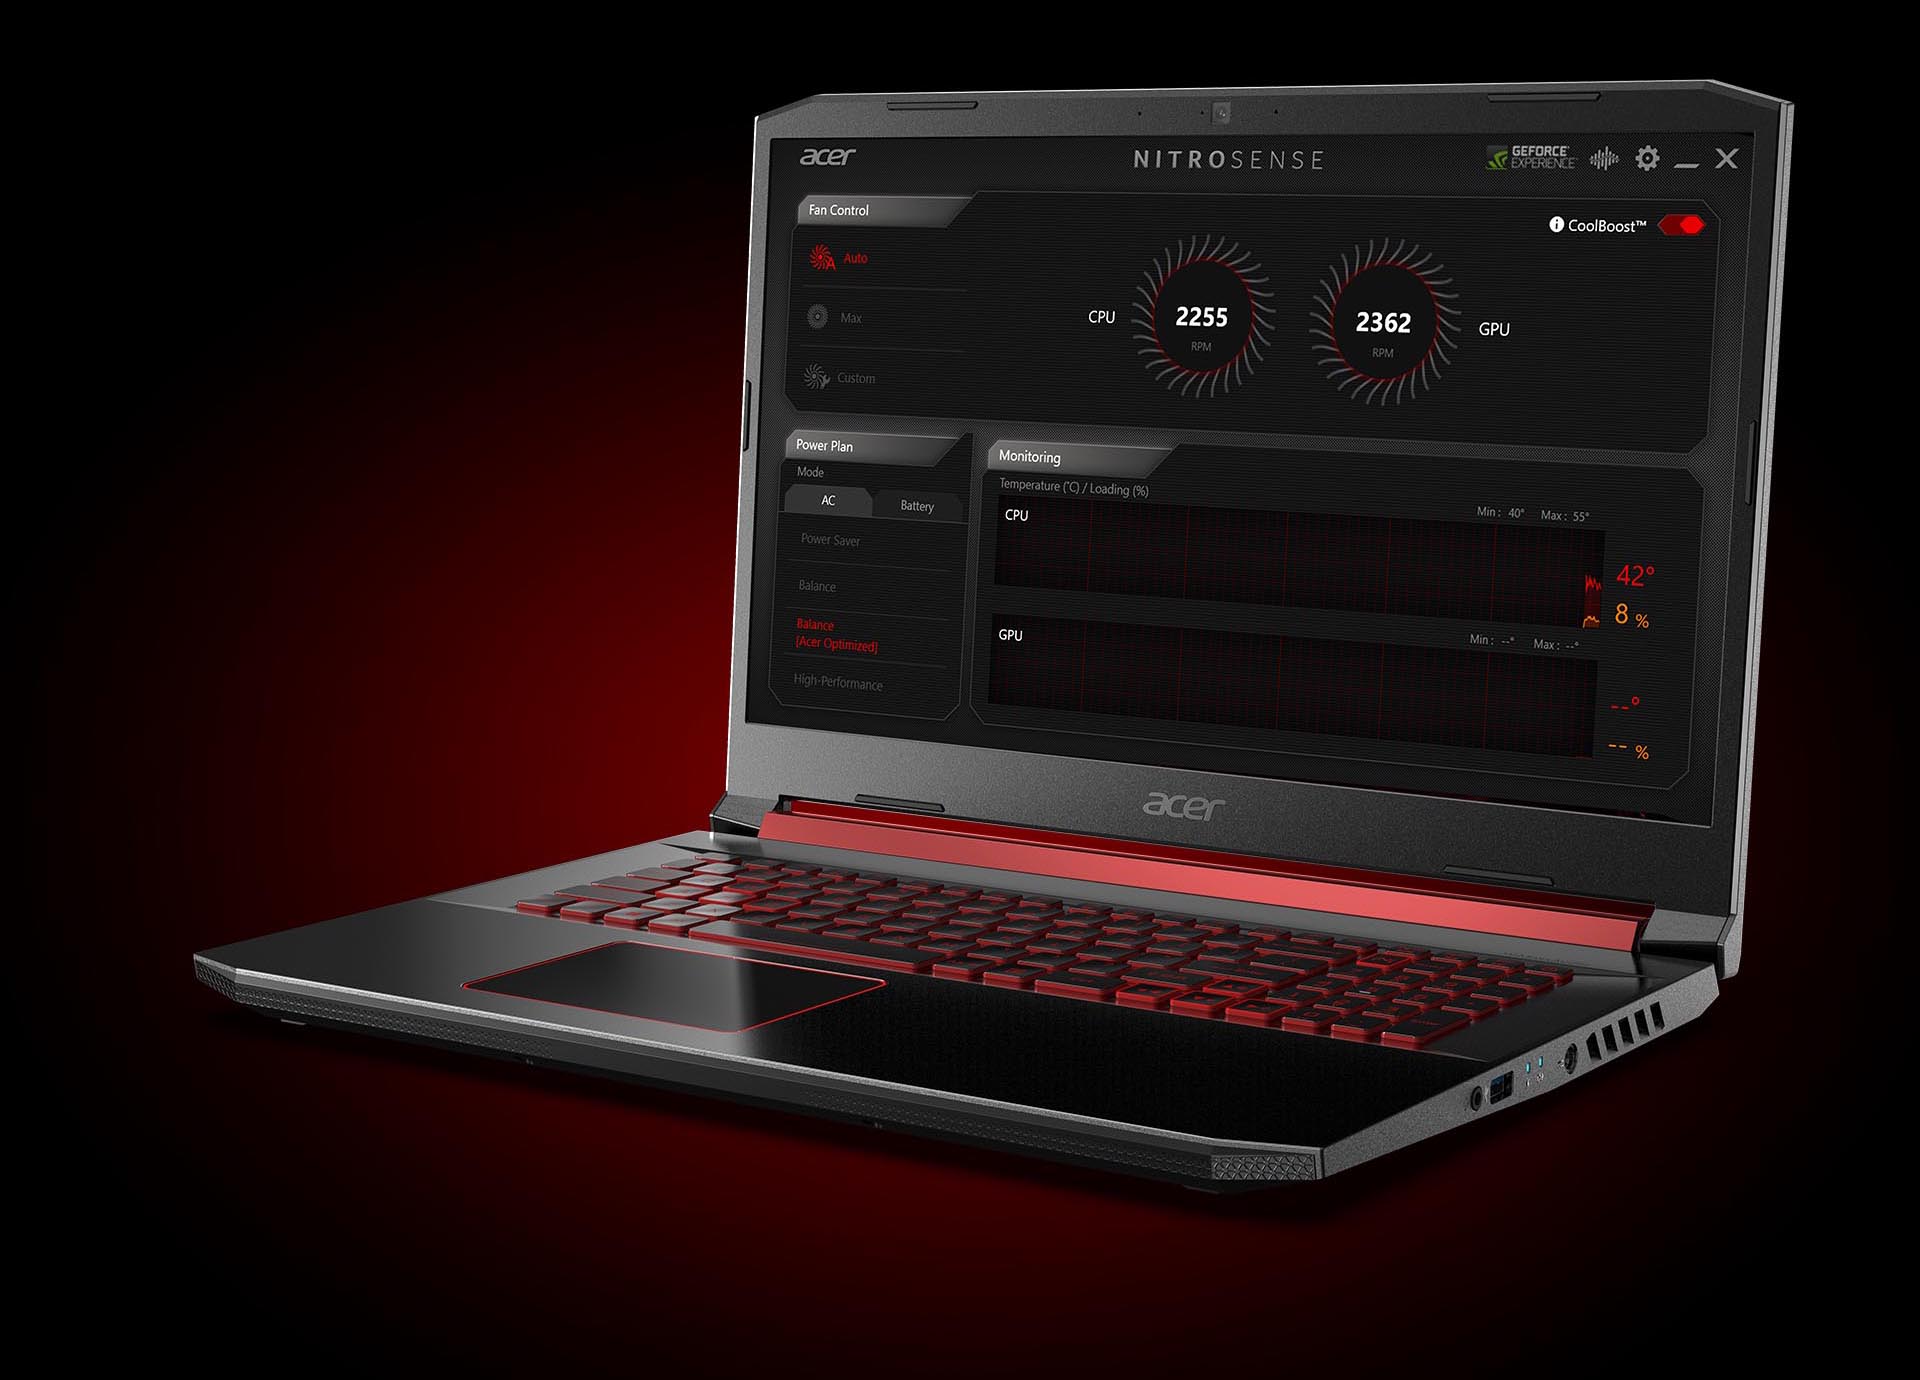 acer
NITROSENSE
GEFORCE
EXPERIENCE
Fan Control
CoolBoost™
Auto
Max
Custom
CPU
2255
RPM
2362
RPM
GPU
Power Plan
Mode
AC
Battery
Power Saver
Balance
Balance
[Acer Optimized]
High-Performance
Monitoring
Temperature (°C) / Loading (%)
CPU
Min : 40° Max : 55°
42°
8 %
GPU
Min : --° Max : --°
--°
-- %
acer